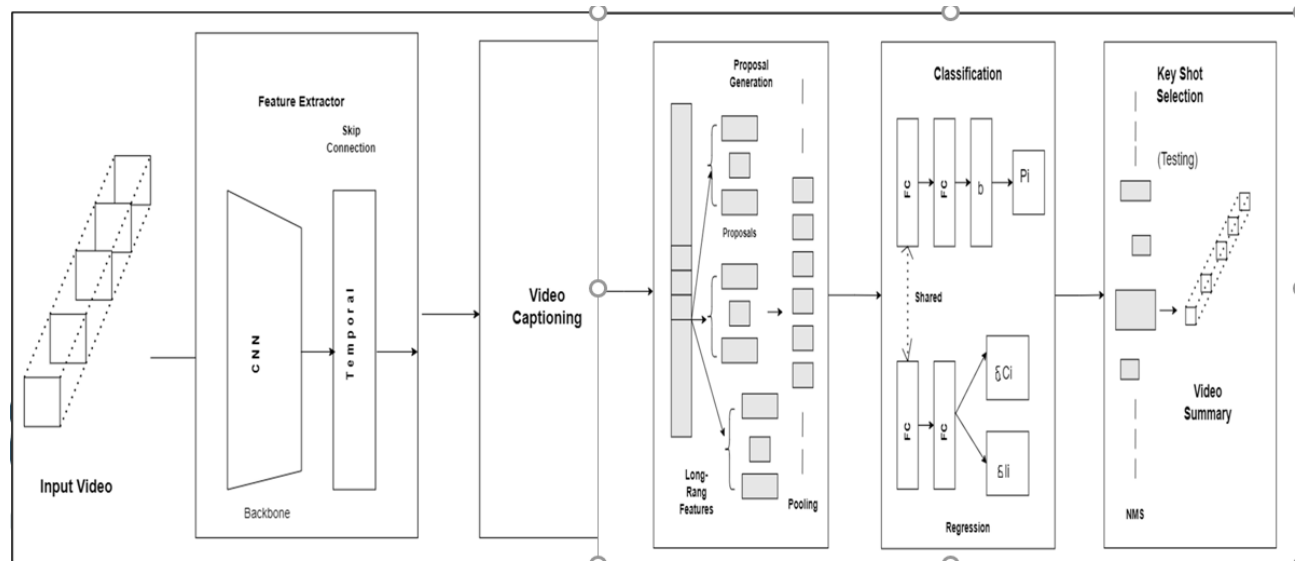 Input Video
Feature Extractor
Skip
Connection
CNN
Temporal
Backbone
Video
Captioning
Proposal
Generation
Proposals
Long-
Rang
Features
Pooling
Classification
FC
FC
b
Pi
Shared
FC
FC
δCi
δli
Regression
Key Shot
Selection
(Testing)
Video
Summary
NMS